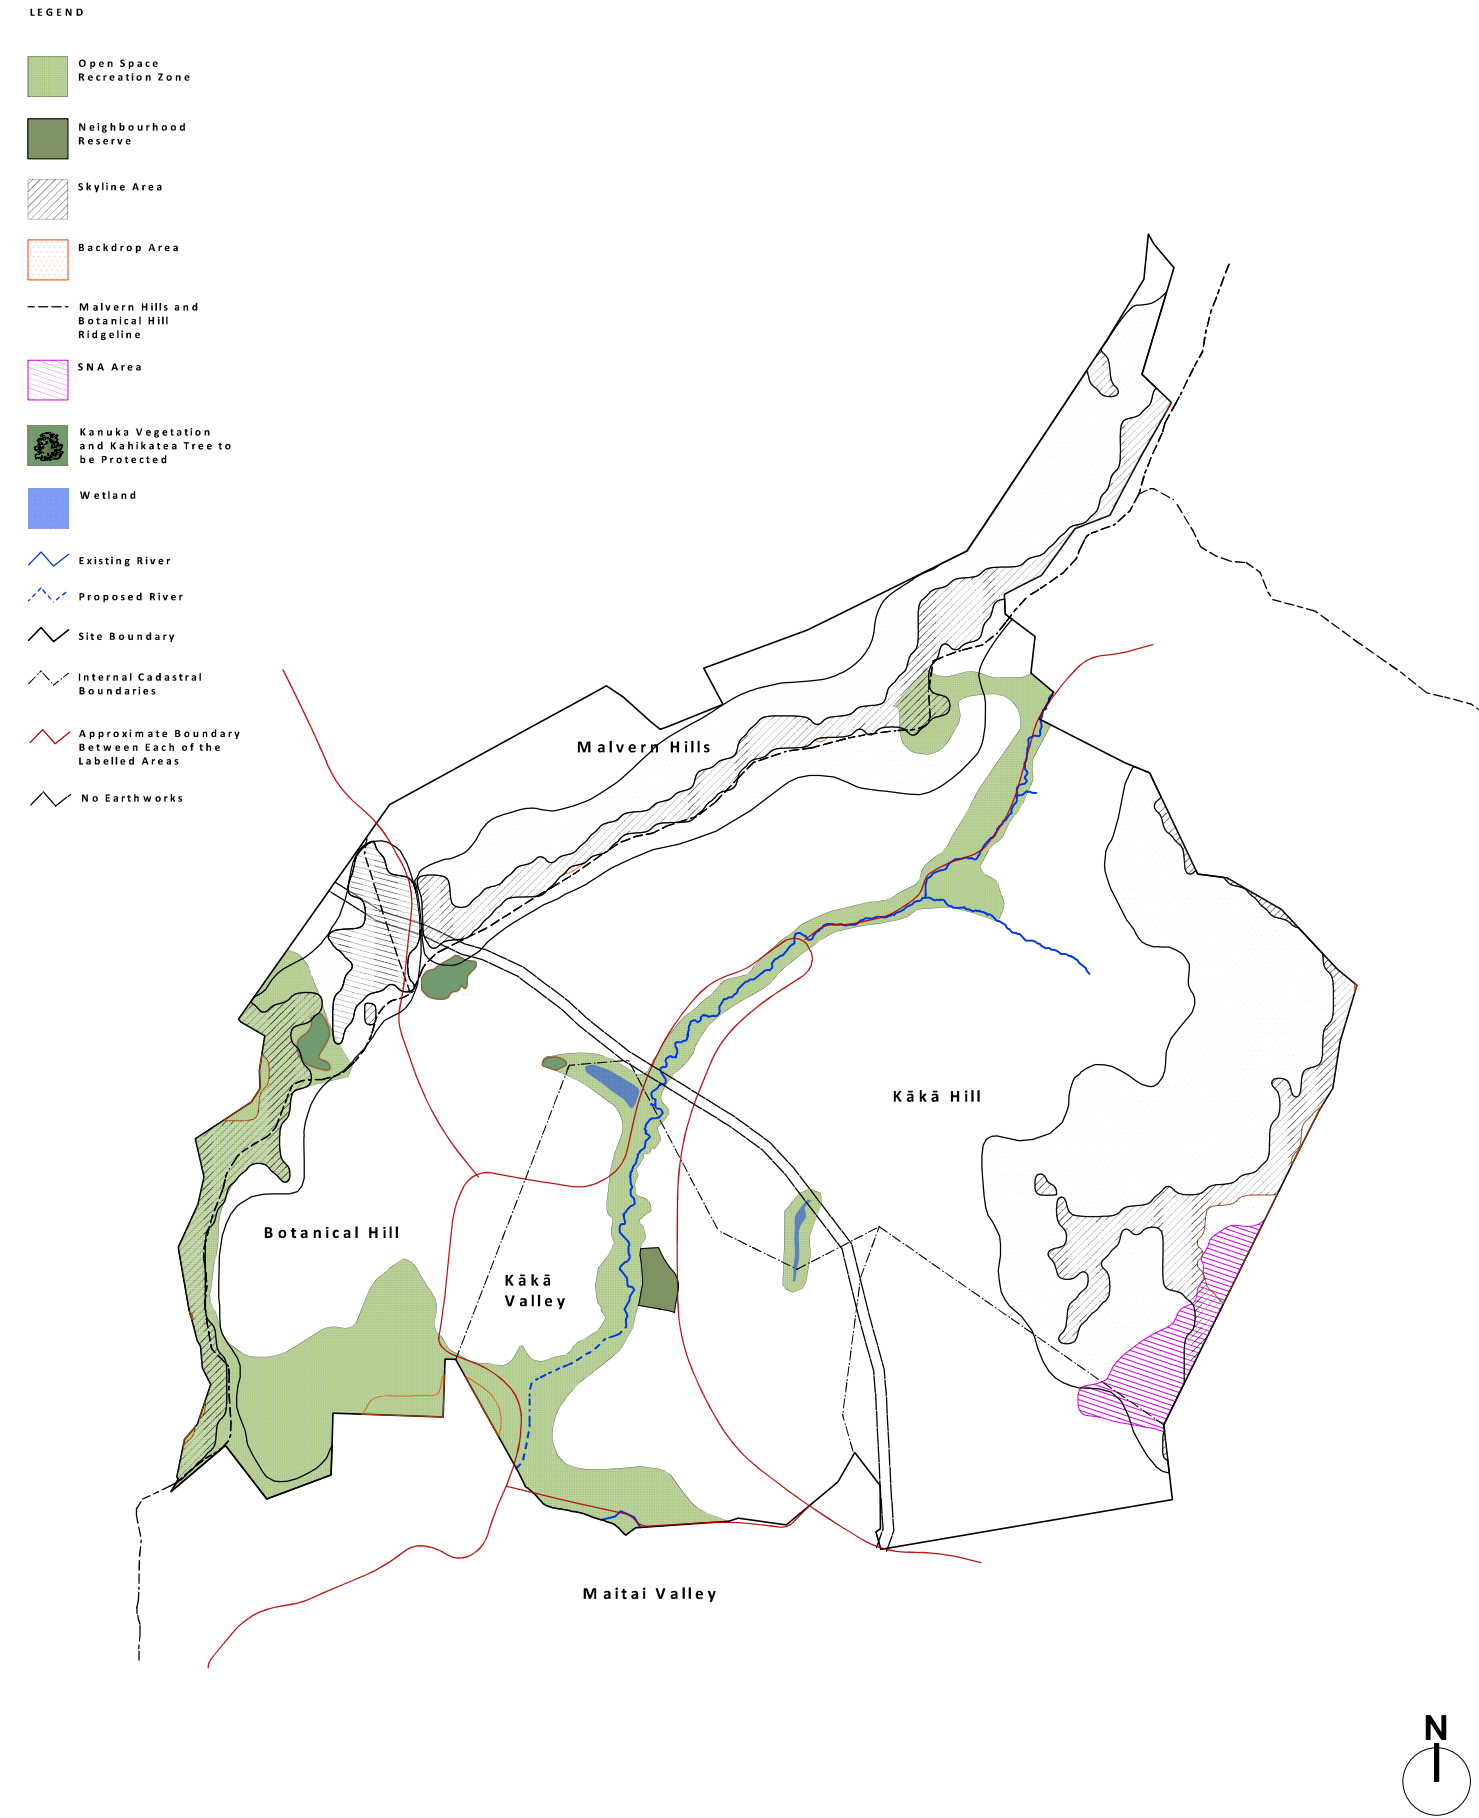 LEGEND
Open Space
Recreation Zone
Neighbourhood
Reserve
Skyline Area
Backdrop Area
Malvern Hills and
Botanical Hill
Ridgeline
SNA Area
Kanuka Vegetation
and Kahikatea Tree to
be Protected
Wetland
Existing River
Proposed River
Site Boundary
Internal Cadastral
Boundaries
Approximate Boundary
Between Each of the
Labelled Areas
No Earthworks
Malvern Hills
Kākā Hill
Botanical Hill
Kākā
Valley
Maitai Valley
N